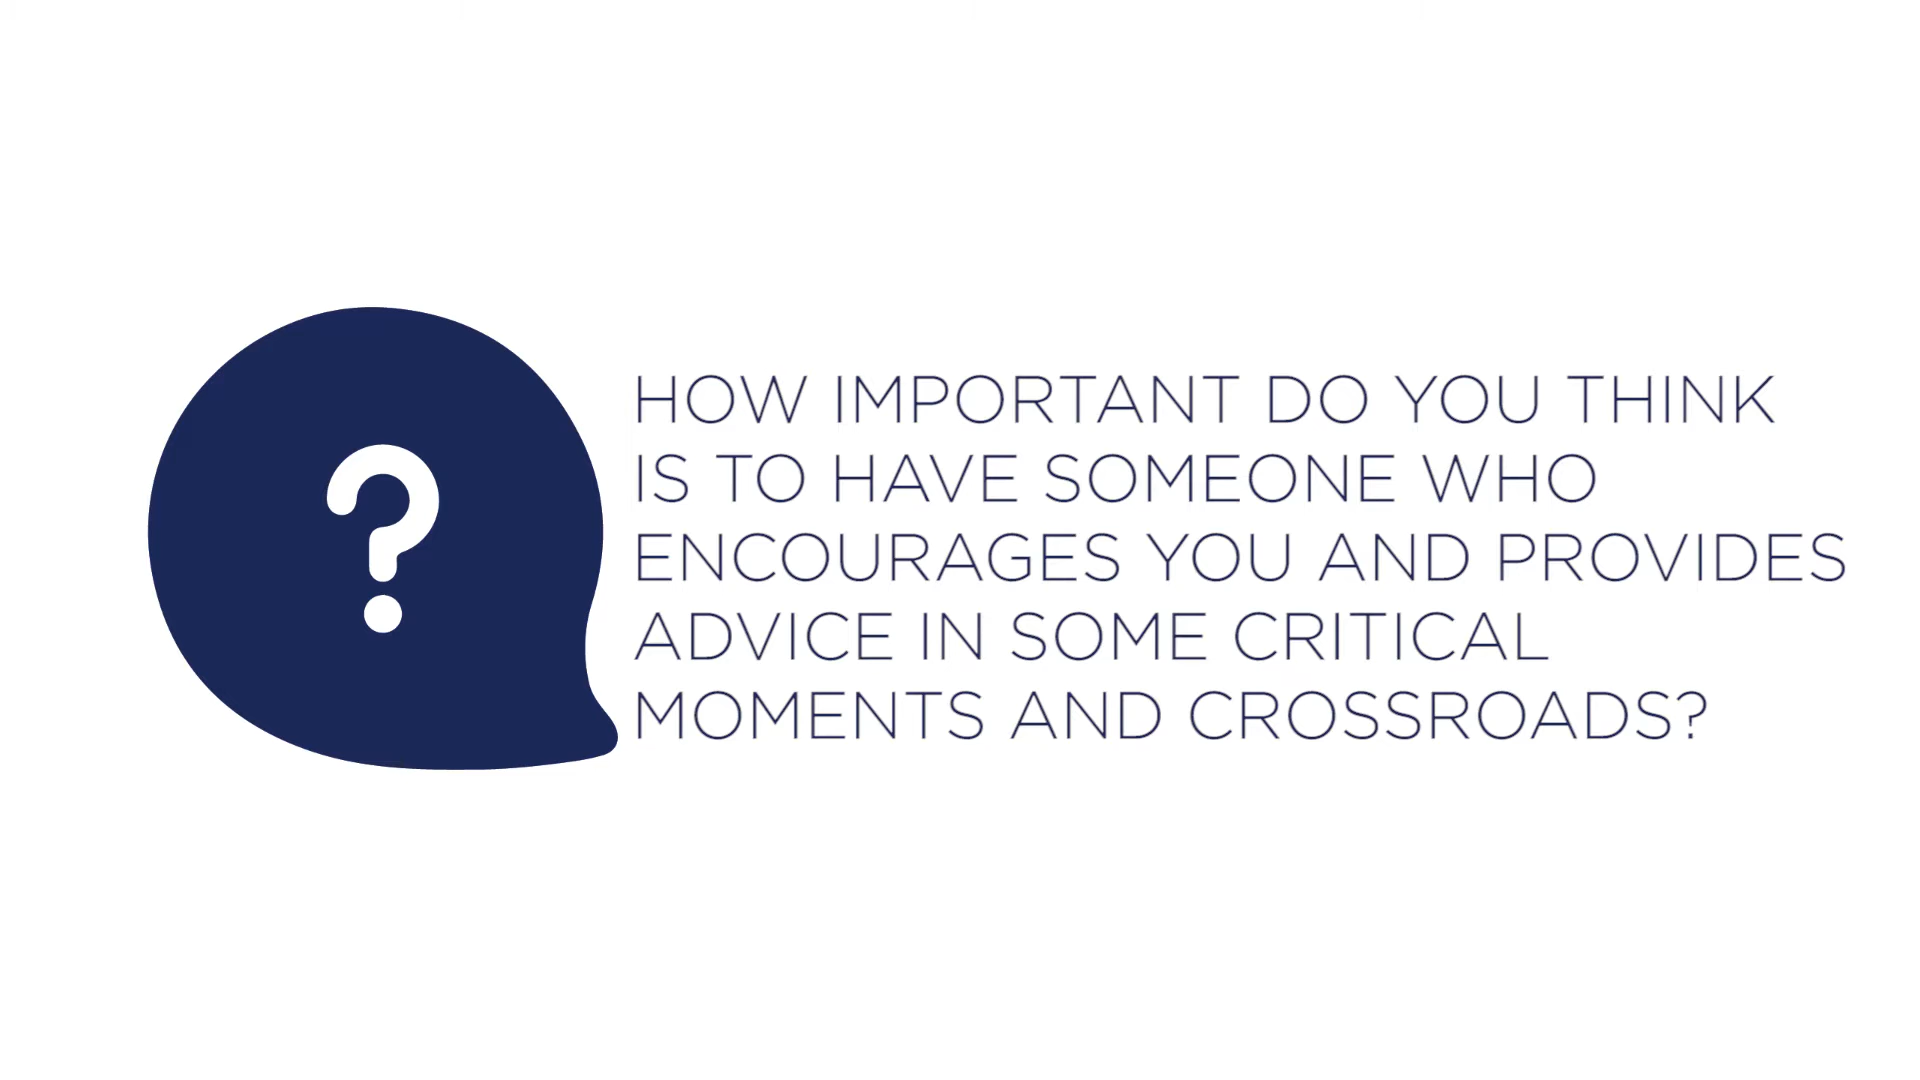 ?
HOW IMPORTANT DO YOU THINK
IS TO HAVE SOMEONE WHO
ENCOURAGES YOU AND PROVIDES
ADVICE IN SOME CRITICAL
MOMENTS AND CROSSROADS?